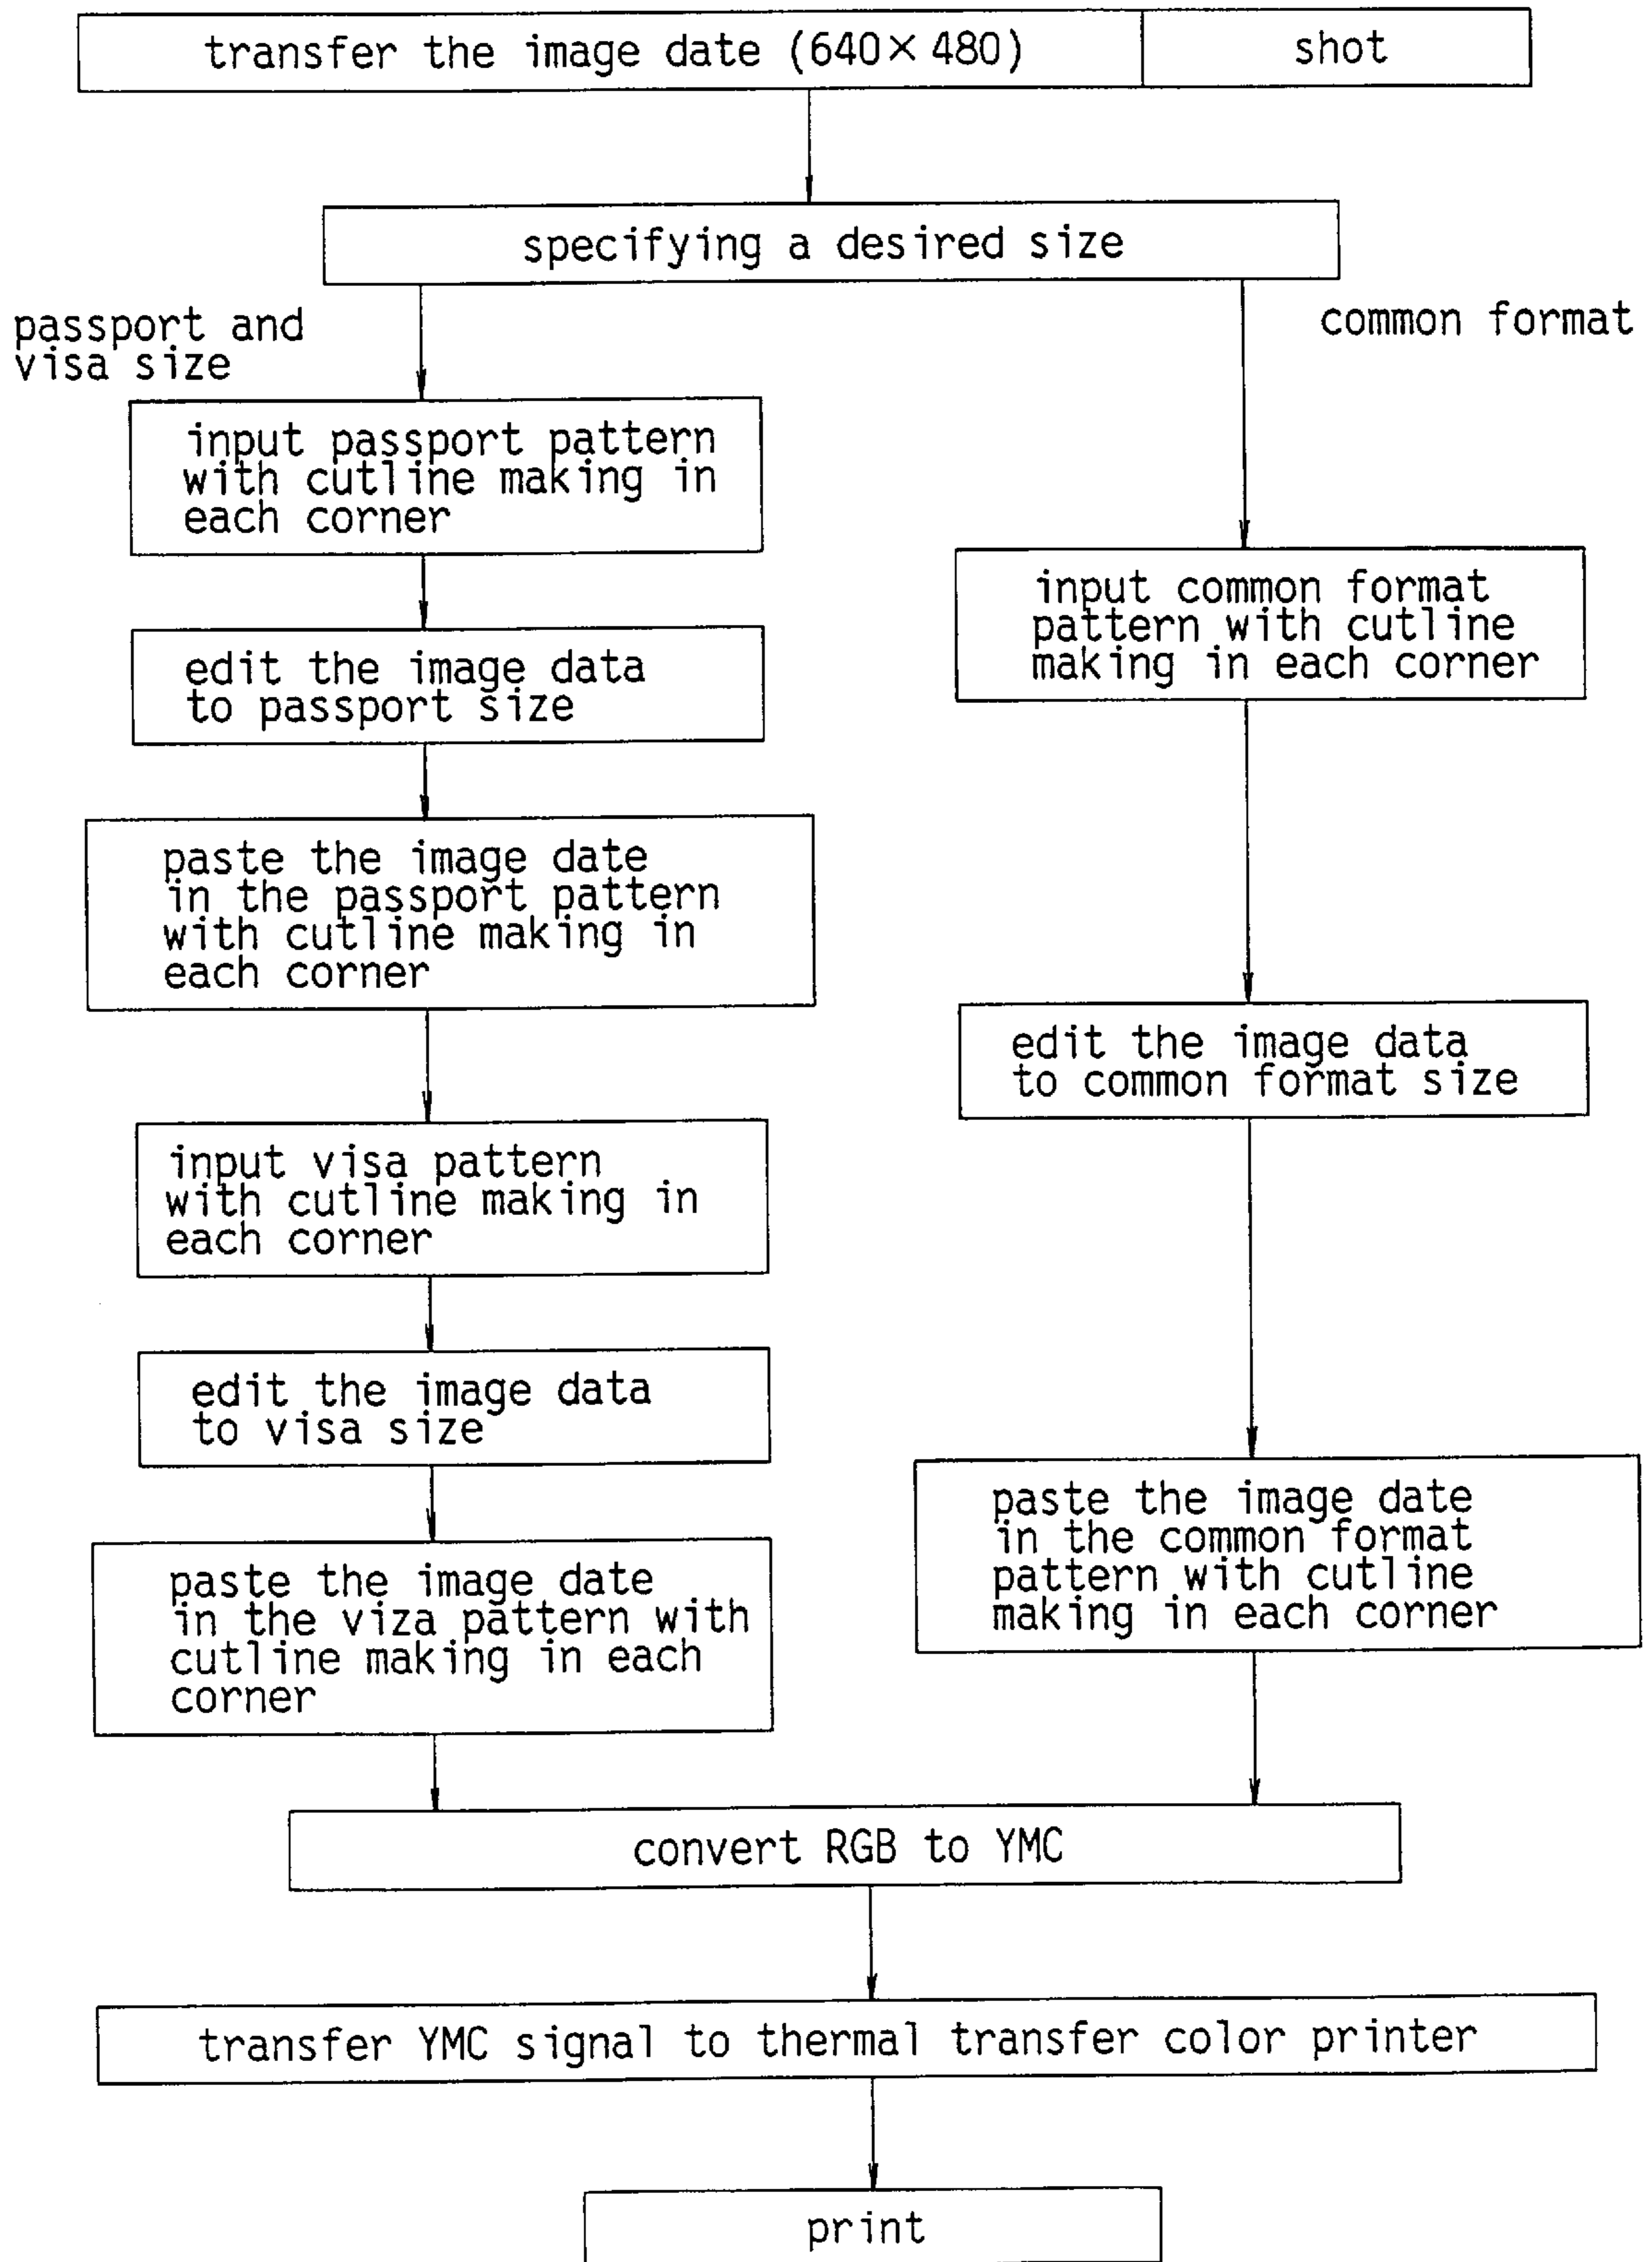 transfer the image date (640×480)
shot
specifying a desired size
passport and
visa size
common format
input passport pattern
with cutline making in
each corner
edit the image data
to passport size
paste the image date
in the passport pattern
with cutline making in
each corner
input visa pattern
with cutline making in
each corner
edit the image data
to visa size
paste the image date
in the viza pattern with
cutline making in each
corner
input common format
pattern with cutline
making in each corner
edit the image data
to common format size
paste the image date
in the common format
pattern with cutline
making in each corner
convert RGB to YMC
transfer YMC signal to thermal transfer color printer
print